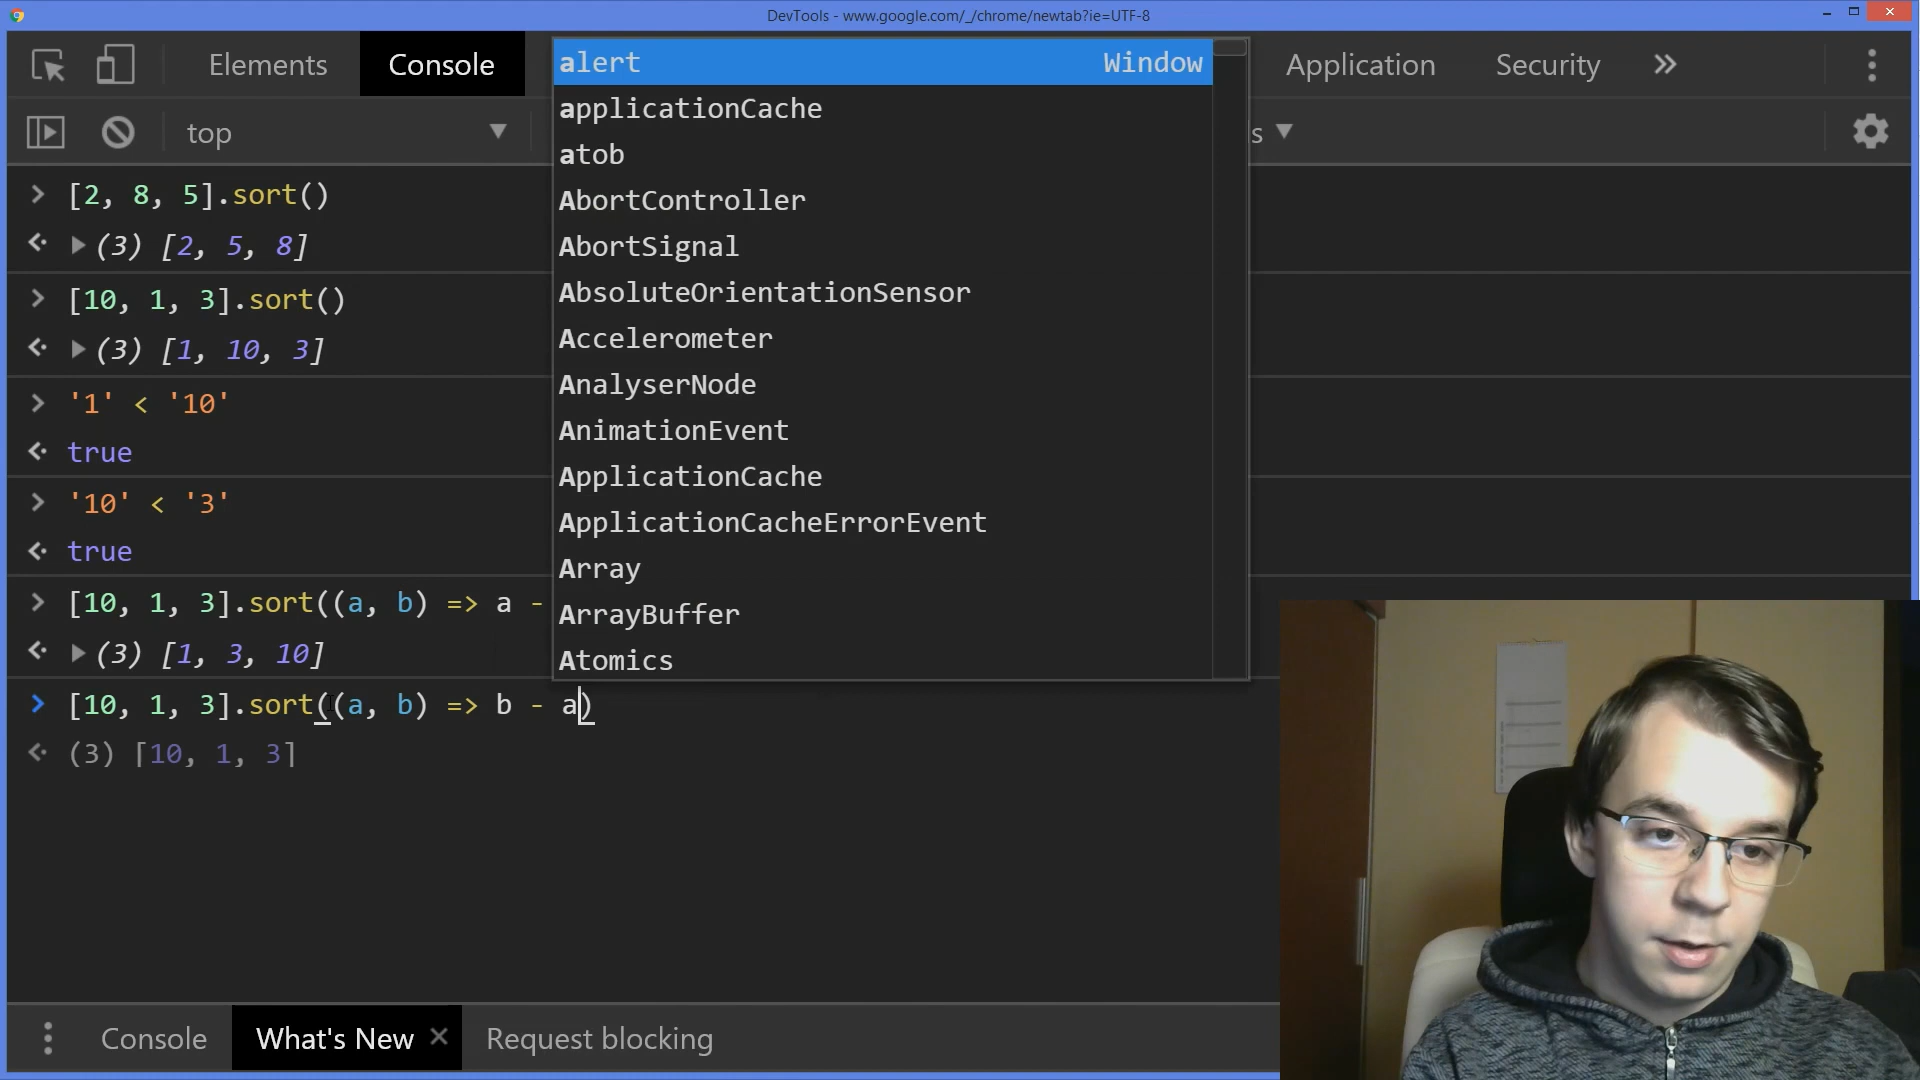 DevTools - www.google.com/_/chrome/newtab?ie=UTF-8
Elements Console Application Security »
top s
alert Window
applicationCache
atob
AbortController
AbortSignal
AbsoluteOrientationSensor
Accelerometer
AnalyserNode
AnimationEvent
ApplicationCache
ApplicationCacheErrorEvent
Array
ArrayBuffer
Atomics
> [2, 8, 5].sort()
(3) [2, 5, 8]
> [10, 1, 3].sort()
(3) [1, 10, 3]
> '1' < '10'
true
> '10' < '3'
true
> [10, 1, 3].sort((a, b) => a -
(3) [1, 3, 10]
> [10, 1, 3].sort((a, b) => b - a)
(3) [10, 1, 3]
Console What's New × Request blocking